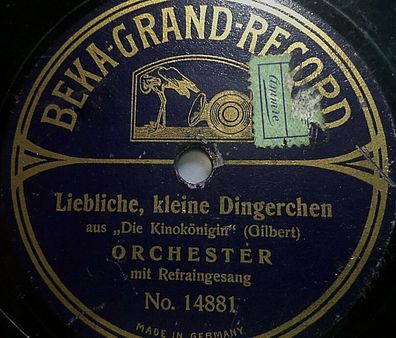 BEKA-GRAND-RECORD
Liebliche, kleine Dingerchen
aus „Die Kinokönigin“ (Gilbert)
ORCHESTER
mit Refraingesang
No. 14881
MADE IN GERMANY